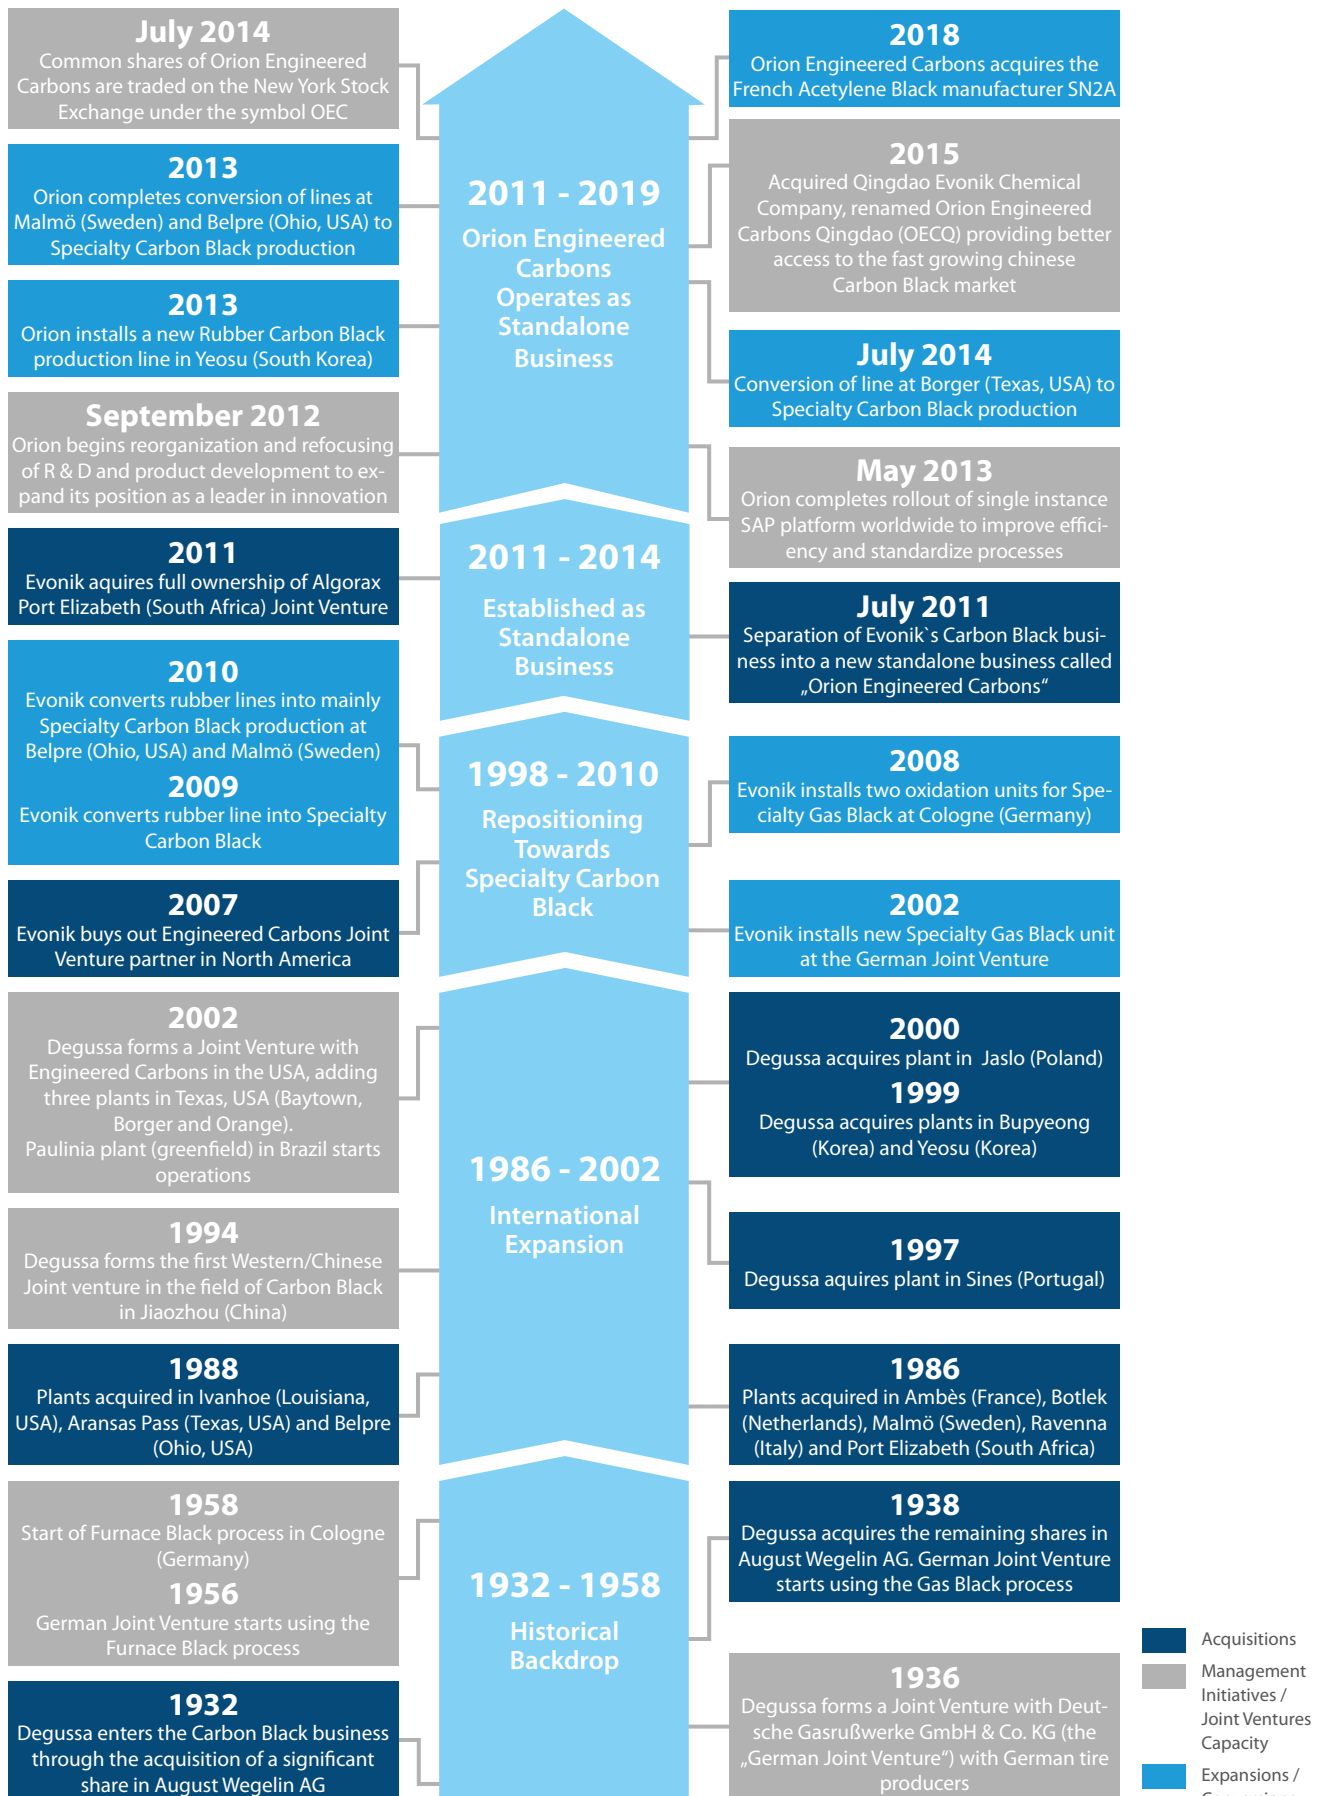 July 2014
Common shares of Orion Engineered
Carbons are traded on the New York Stock
Exchange under the symbol OEC
2013
Orion completes conversion of lines at
Malmö (Sweden) and Belpre (Ohio, USA) to
Specialty Carbon Black production
2013
Orion installs a new Rubber Carbon Black
production line in Yeosu (South Korea)
September 2012
Orion begins reorganization and refocusing
of R & D and product development to ex-
pand its position as a leader in innovation
2011
Evonik aquires full ownership of Algorax
Port Elizabeth (South Africa) Joint Venture
2010
Evonik converts rubber lines into mainly
Specialty Carbon Black production at
Belpre (Ohio, USA) and Malmö (Sweden)
2009
Evonik converts rubber line into Specialty
Carbon Black
2007
Evonik buys out Engineered Carbons Joint
Venture partner in North America
2002
Degussa forms a Joint Venture with
Engineered Carbons in the USA, adding
three plants in Texas, USA (Baytown,
Borger and Orange).
Paulinia plant (greenfield) in Brazil starts
operations
1994
Degussa forms the first Western/Chinese
Joint venture in the field of Carbon Black
in Jiaozhou (China)
1988
Plants acquired in Ivanhoe (Louisiana,
USA), Aransas Pass (Texas, USA) and Belpre
(Ohio, USA)
1958
Start of Furnace Black process in Cologne
(Germany)
1956
German Joint Venture starts using the
Furnace Black process
1932
Degussa enters the Carbon Black business
through the acquisition of a significant
share in August Wegelin AG
2011 - 2019
Orion Engineered
Carbons
Operates as
Standalone
Business
2011 - 2014
Established as
Standalone
Business
1998 - 2010
Repositioning
Towards
Specialty Carbon
Black
1986 - 2002
International
Expansion
1932 - 1958
Historical
Backdrop
2018
Orion Engineered Carbons acquires the
French Acetylene Black manufacturer SN2A
2015
Acquired Qingdao Evonik Chemical
Company, renamed Orion Engineered
Carbons Qingdao (OECQ) providing better
access to the fast growing chinese
Carbon Black market
July 2014
Conversion of line at Borger (Texas, USA) to
Specialty Carbon Black production
May 2013
Orion completes rollout of single instance
SAP platform worldwide to improve effici-
ency and standardize processes
July 2011
Separation of Evonik`s Carbon Black busi-
ness into a new standalone business called
„Orion Engineered Carbons“
2008
Evonik installs two oxidation units for Spe-
cialty Gas Black at Cologne (Germany)
2002
Evonik installs new Specialty Gas Black unit
at the German Joint Venture
2000
Degussa acquires plant in Jaslo (Poland)
1999
Degussa acquires plants in Bupyeong
(Korea) and Yeosu (Korea)
1997
Degussa aquires plant in Sines (Portugal)
1986
Plants acquired in Ambès (France), Botlek
(Netherlands), Malmö (Sweden), Ravenna
(Italy) and Port Elizabeth (South Africa)
1938
Degussa acquires the remaining shares in
August Wegelin AG. German Joint Venture
starts using the Gas Black process
1936
Degussa forms a Joint Venture with Deut-
sche Gasrußwerke GmbH & Co. KG (the
„German Joint Venture“) with German tire
producers
Acquisitions
Management
Initiatives /
Joint Ventures
Capacity
Expansions /